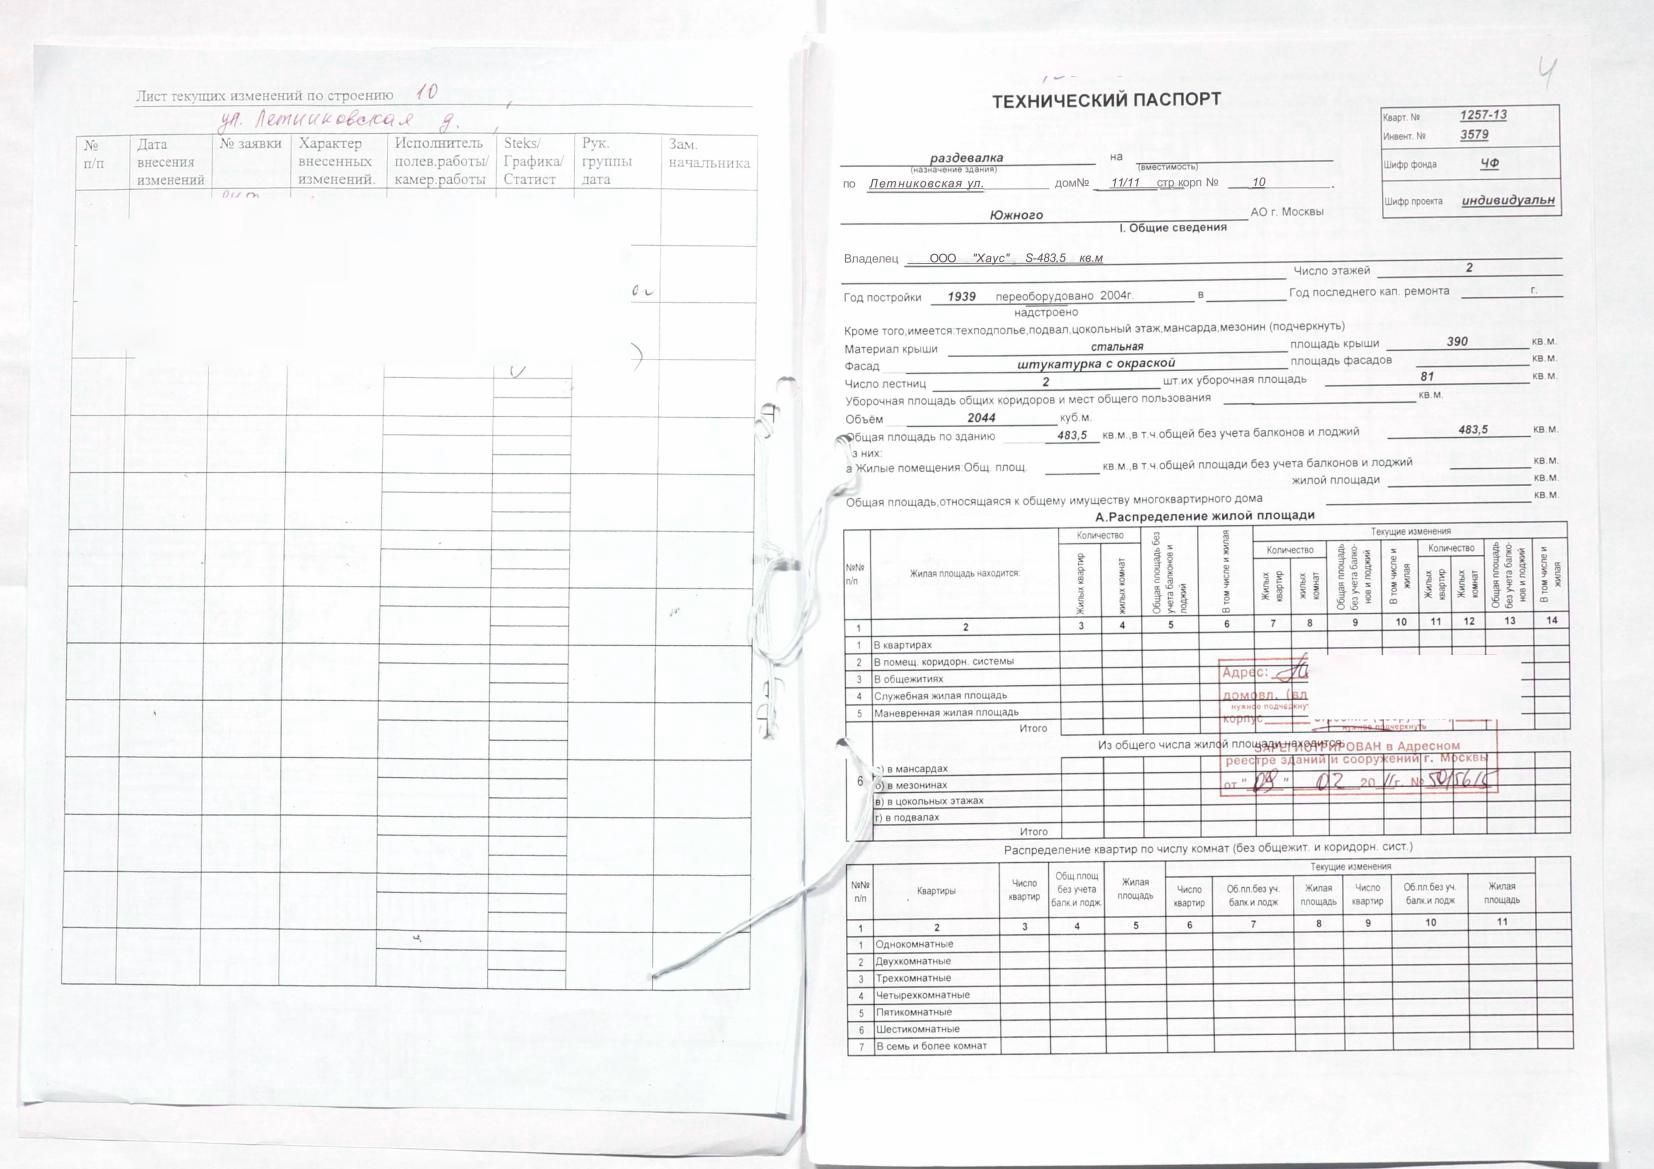 Лист текущих изменений по строению 10
ул. Летниковская д.
№ п/п
Дата внесения изменений
№ заявки
Характер внесенных изменений.
Исполнитель полев.работы/ камер.работы
Steks/ Графика/ Статист
Рук. группы дата
Зам. начальника
4
ТЕХНИЧЕСКИЙ ПАСПОРТ
Кварт. № 1257-13
Инвент. № 3579
Шифр фонда ЧФ
Шифр проекта индивидуальн
раздевалка на
(назначение здания) (вместимость)
по Летниковская ул. дом№ 11/11 стр корп № 10 .
Южного АО г. Москвы
I. Общие сведения
Владелец ООО "Хаус" S-483,5 кв.м
Число этажей 2
Год постройки 1939 переоборудовано 2004г. в Год последнего кап. ремонта г.
надстроено
Кроме того,имеется:техподполье,подвал,цокольный этаж,мансарда,мезонин (подчеркнуть)
Материал крыши стальная площадь крыши 390 кв.м.
Фасад штукатурка с окраской площадь фасадов кв.м.
Число лестниц 2 шт.их уборочная площадь 81 кв.м.
Уборочная площадь общих коридоров и мест общего пользования кв.м.
Объём 2044 куб.м.
Общая площадь по зданию 483,5 кв.м.,в т.ч.общей без учета балконов и лоджий 483,5 кв.м.
з них:
а Жилые помещения:Общ. площ. кв.м.,в т.ч.общей площади без учета балконов и лоджий кв.м.
жилой площади кв.м.
Общая площадь,относящаяся к общему имуществу многоквартирного дома кв.м.
А.Распределение жилой площади
№№ п/п
Жилая площадь находится:
Количество
Текущие изменения
Жилых квартир
жилых комнат
Общая площадь без учета балконов и лоджий
В том числе и жилая
Количество
Жилых квартир
жилых комнат
Общая площадь без учета балконов и лоджий
В том числе и жилая
Количество
Жилых квартир
Жилых комнат
Общая площадь без учета балконов и лоджий
В том числе и жилая
1 2 3 4 5 6 7 8 9 10 11 12 13 14
1 В квартирах
2 В помещ. коридорн. системы
3 В общежитиях
4 Служебная жилая площадь
5 Маневренная жилая площадь
Итого
Адрес:
домовл. (вл
нужное подчеркну
корпус
нужное подчеркнуть
ЗАРЕГИСТРИРОВАН в Адресном
реестре зданий и сооружений г. Москвы
от " 09 " 02 20 11г. №
Из общего числа жилой площади находится
6
а) в мансардах
б) в мезонинах
в) в цокольных этажах
г) в подвалах
Итого
Распределение квартир по числу комнат (без общежит. и коридорн. сист.)
№№ п/п
Квартиры
Число квартир
Общ.площ без учета балк.и лодж.
Жилая площадь
Текущие изменения
Число квартир
Об.пл.без уч. балк.и лодж
Жилая площадь
Число квартир
Об.пл.без уч. балк.и лодж
Жилая площадь
1 2 3 4 5 6 7 8 9 10 11
1 Однокомнатные
2 Двухкомнатные
3 Трехкомнатные
4 Четырехкомнатные
5 Пятикомнатные
6 Шестикомнатные
7 В семь и более комнат